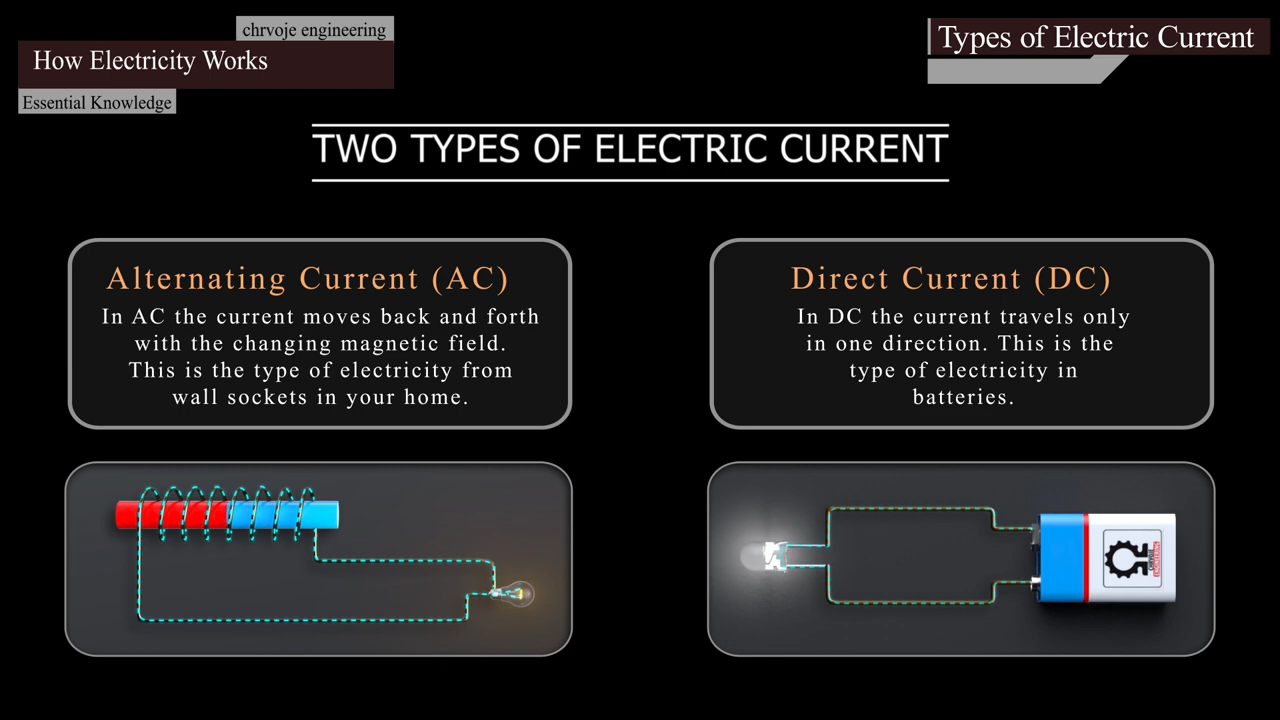 chrvoje engineering
How Electricity Works
Essential Knowledge
Types of Electric Current
TWO TYPES OF ELECTRIC CURRENT
Alternating Current (AC)
In AC the current moves back and forth
with the changing magnetic field.
This is the type of electricity from
wall sockets in your home.
Direct Current (DC)
In DC the current travels only
in one direction. This is the
type of electricity in
batteries.
CHRVOJE
ENGINEERING